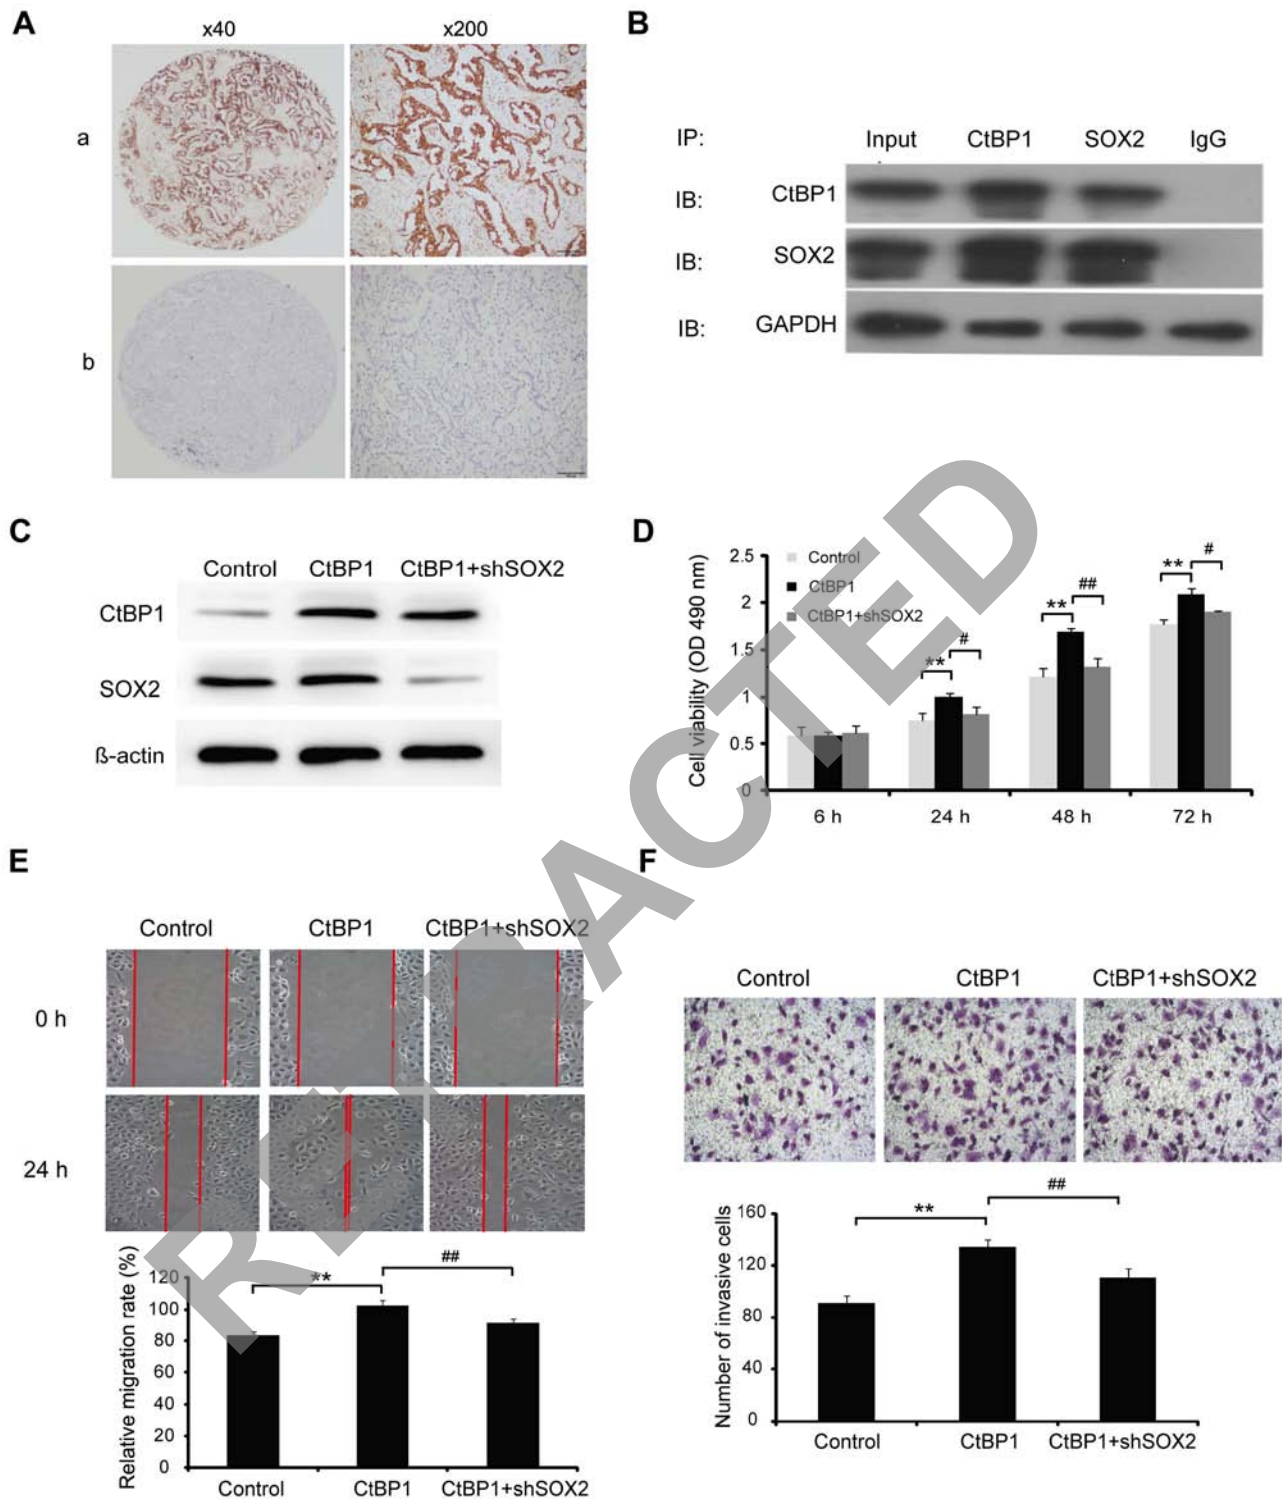 A
x40
x200
a
b
B
IP:
Input
CtBP1
SOX2
IgG
IB:
CtBP1
IB:
SOX2
IB:
GAPDH
C
Control
CtBP1
CtBP1+shSOX2
CtBP1
SOX2
ß-actin
D
Cell viability (OD 490 nm)
2.5
2
1.5
1
0.5
0
Control
CtBP1
CtBP1+shSOX2
**
#
**
##
**
#
6 h
24 h
48 h
72 h
E
Control
CtBP1
CtBP1+shSOX2
0 h
24 h
Relative migration rate (%)
120
100
80
60
40
20
0
**
##
Control
CtBP1
CtBP1+shSOX2
F
Control
CtBP1
CtBP1+shSOX2
Number of invasive cells
160
120
80
40
0
**
##
Control
CtBP1
CtBP1+shSOX2
RETRACTED